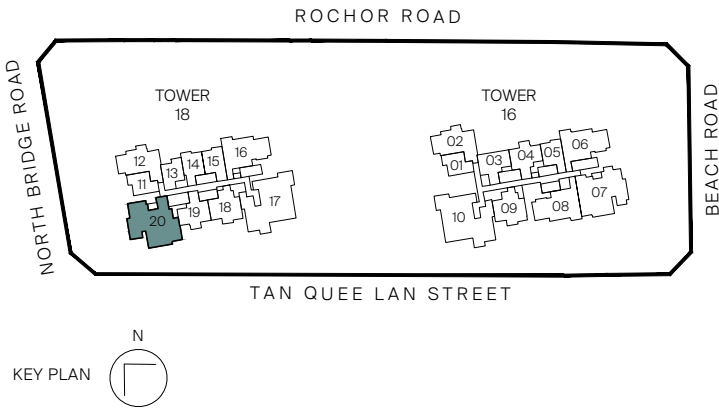 ROCHOR ROAD
NORTH BRIDGE ROAD
BEACH ROAD
TOWER
18
TOWER
16
12
11
13
14
15
16
17
18
19
20
02
01
03
04
05
06
07
08
09
10
TAN QUEE LAN STREET
N
KEY PLAN